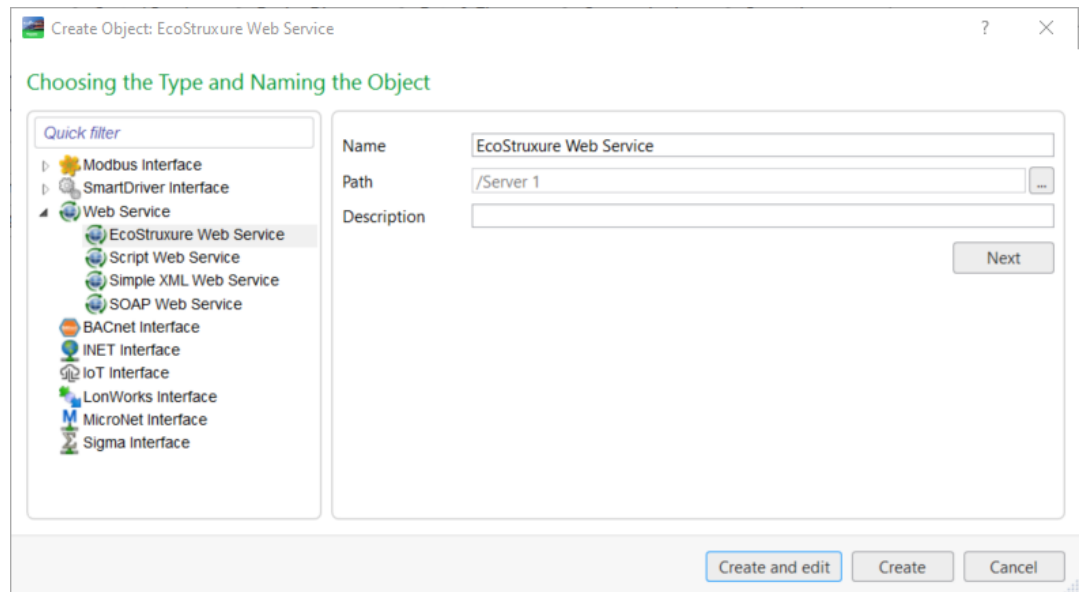 Create Object: EcoStruxure Web Service
?
Choosing the Type and Naming the Object
Quick filter
Modbus Interface
SmartDriver Interface
Web Service
EcoStruxure Web Service
Script Web Service
Simple XML Web Service
SOAP Web Service
BACnet Interface
INET Interface
IoT Interface
LonWorks Interface
MicroNet Interface
Sigma Interface
Name EcoStruxure Web Service
Path /Server 1 ...
Description
Next
Create and edit Create Cancel